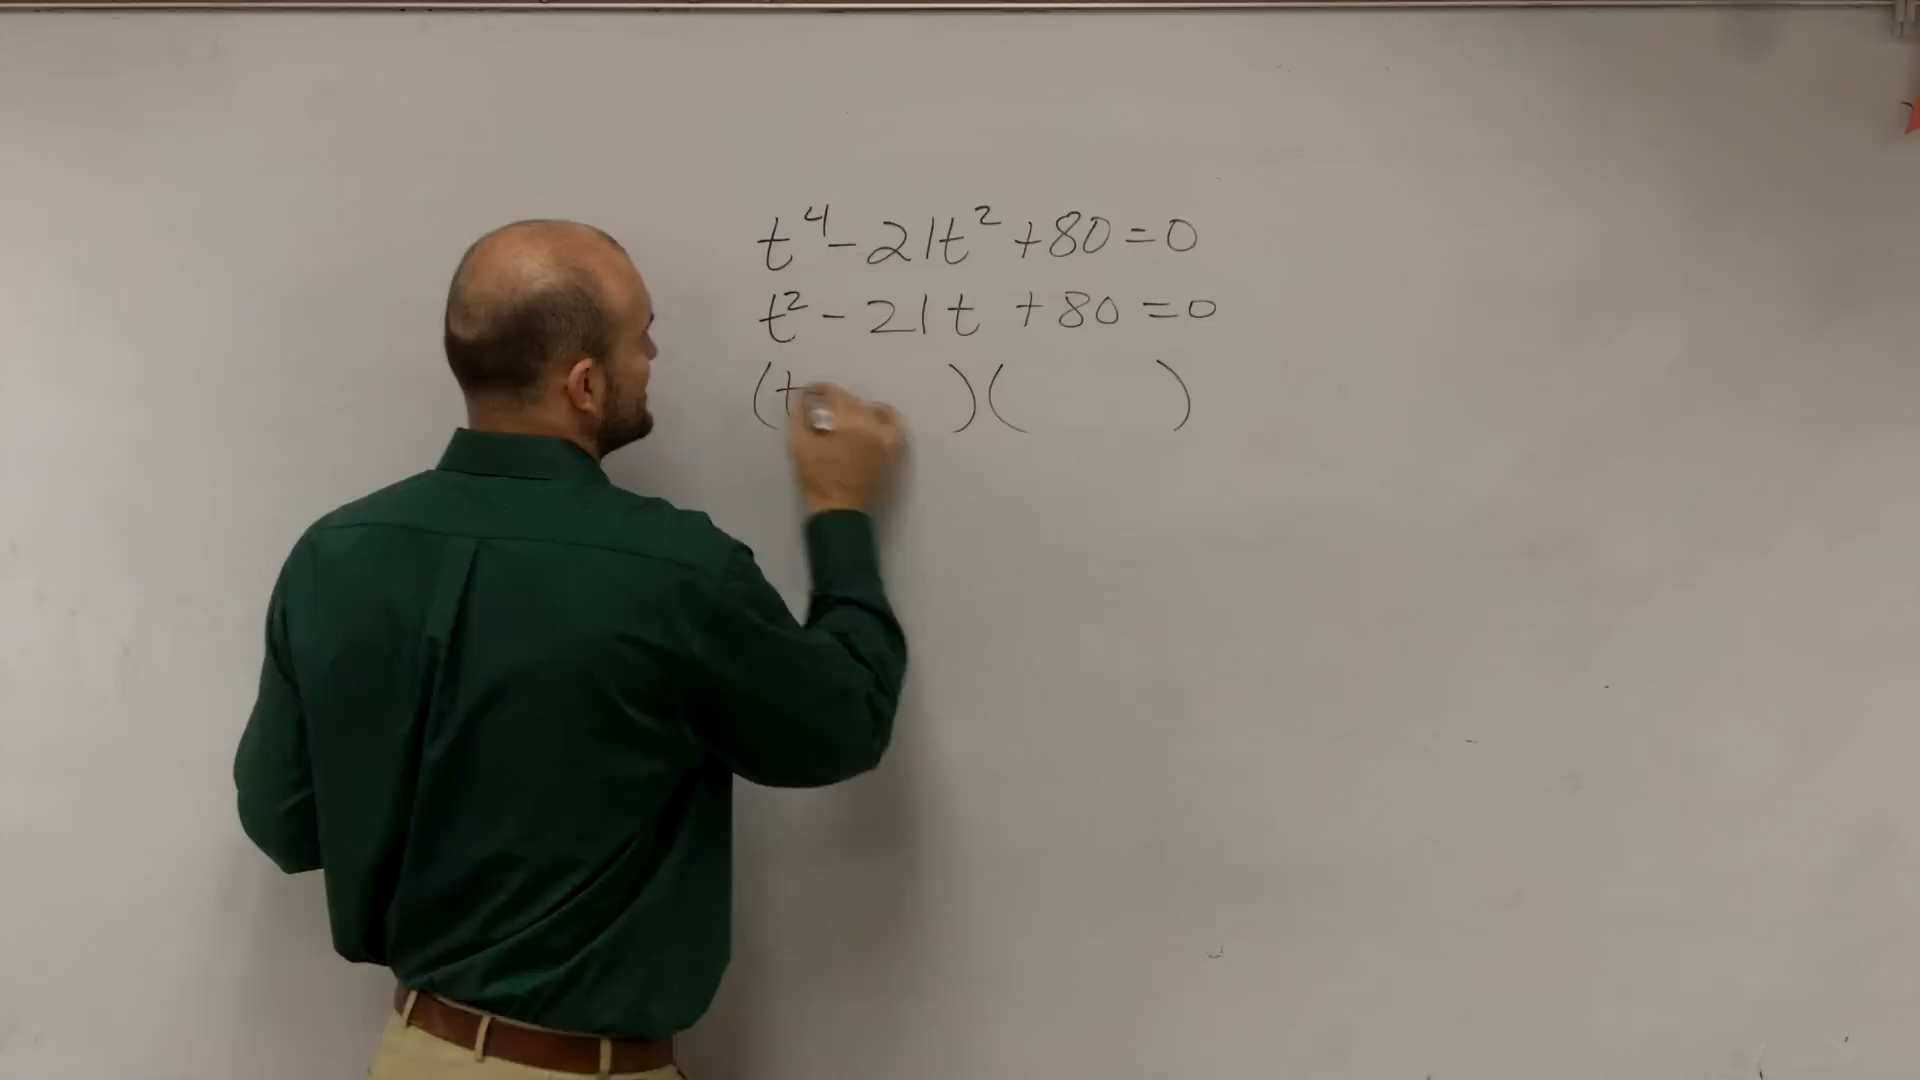 t⁴ - 21t² + 80 = 0
t² - 21t + 80 = 0
(t )( )